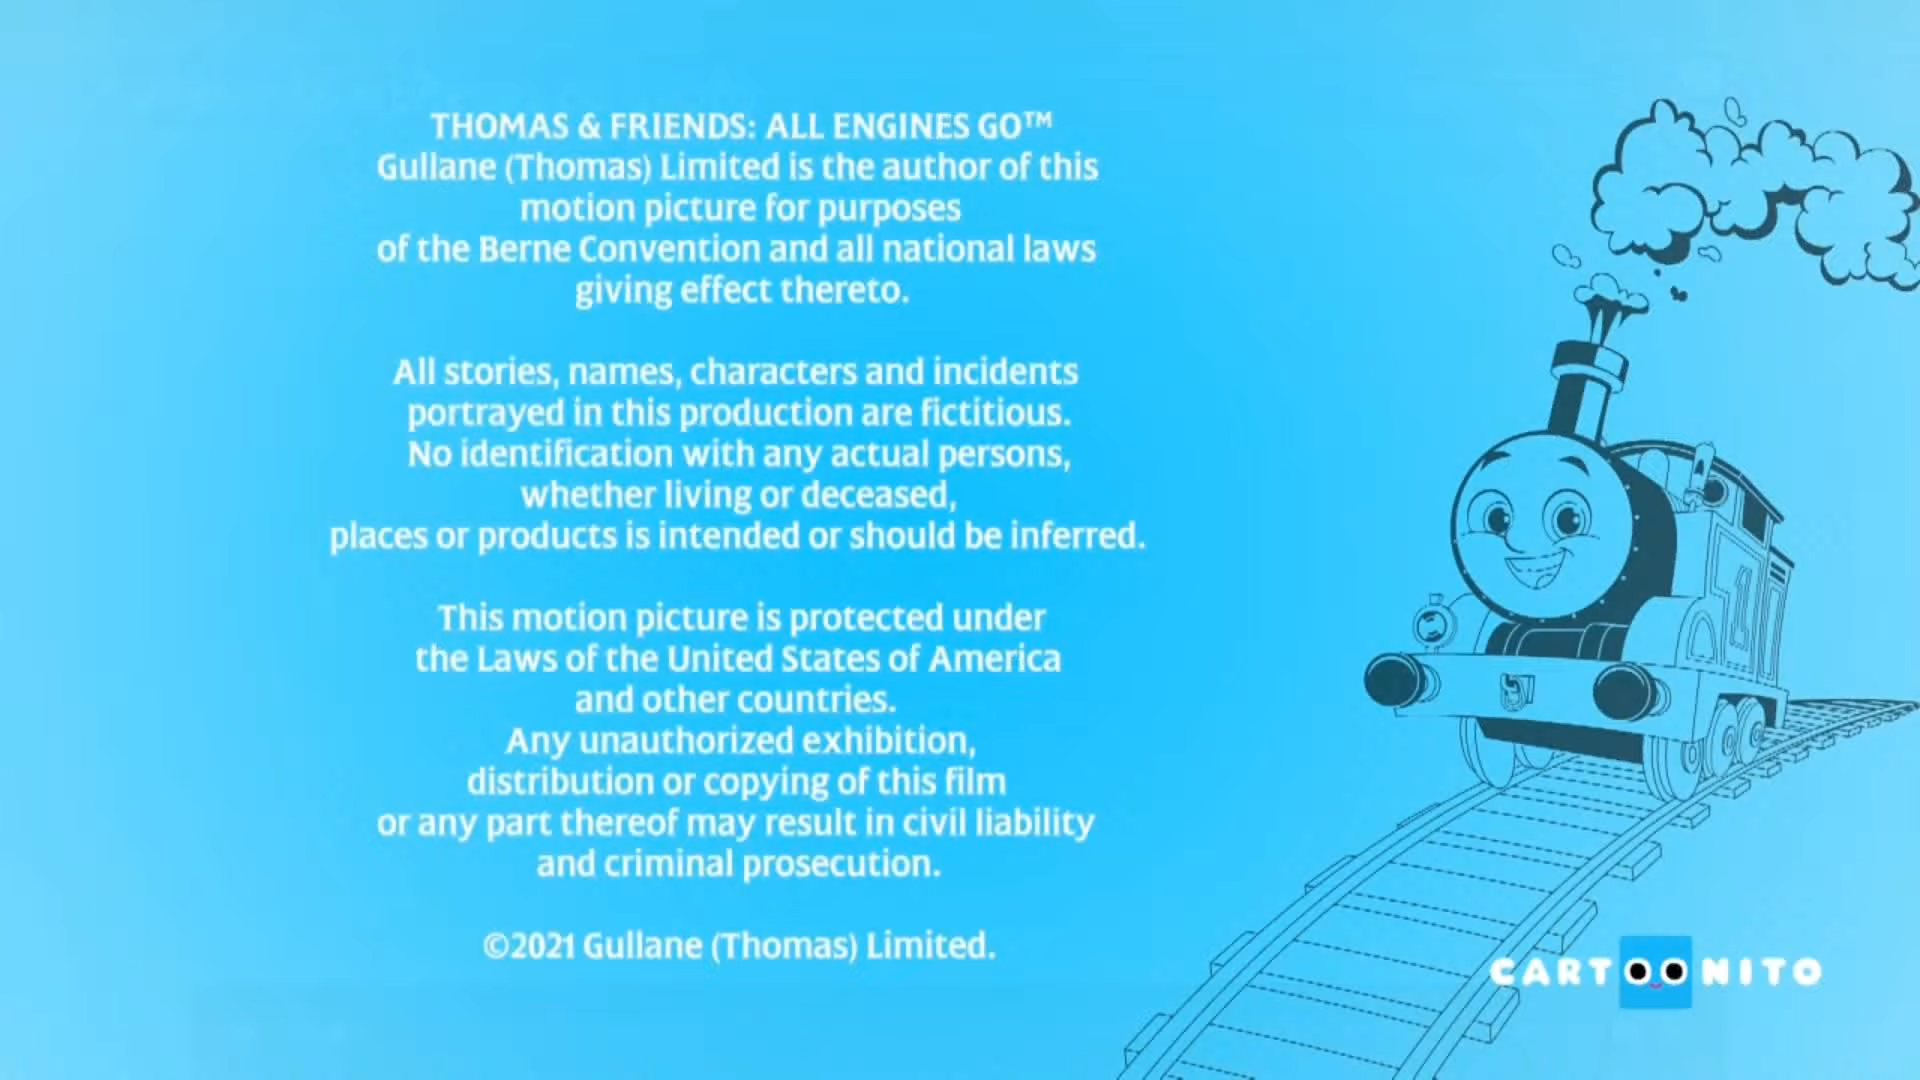 THOMAS & FRIENDS: ALL ENGINES GO™
Gullane (Thomas) Limited is the author of this
motion picture for purposes
of the Berne Convention and all national laws
giving effect thereto.
All stories, names, characters and incidents
portrayed in this production are fictitious.
No identification with any actual persons,
whether living or deceased,
places or products is intended or should be inferred.
This motion picture is protected under
the Laws of the United States of America
and other countries.
Any unauthorized exhibition,
distribution or copying of this film
or any part thereof may result in civil liability
and criminal prosecution.
©2021 Gullane (Thomas) Limited.
1
CARTOONITO